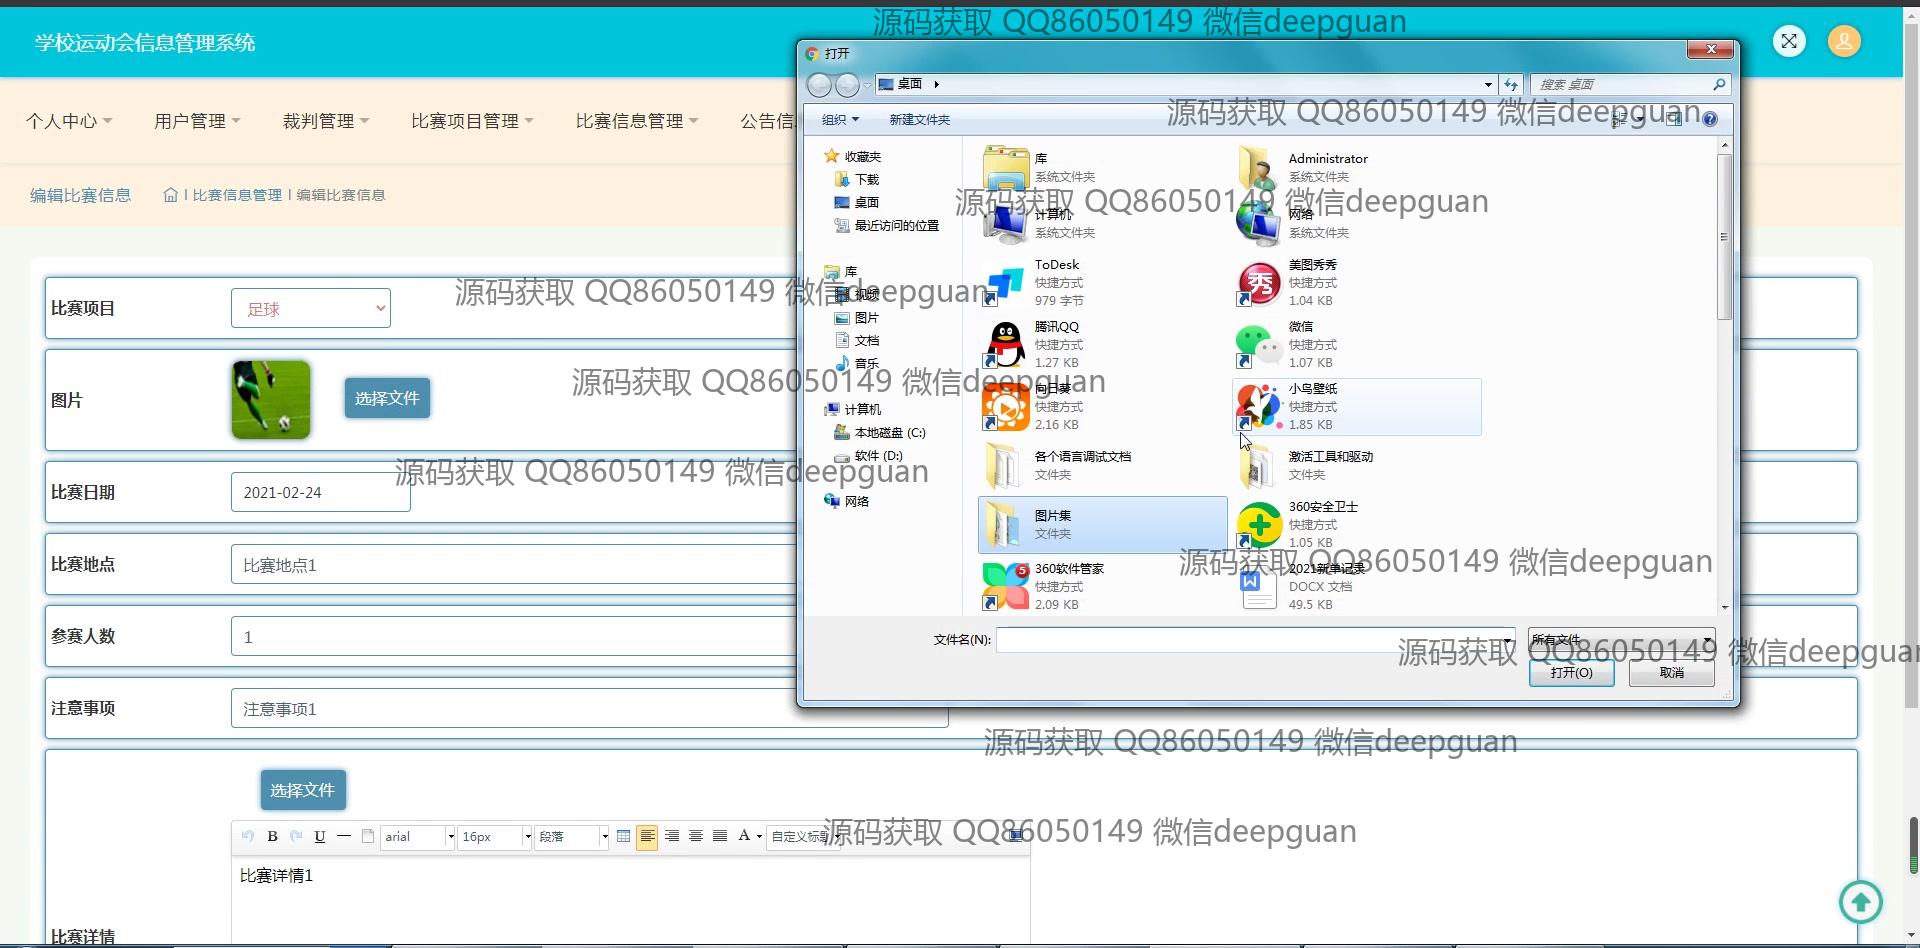 源码获取 QQ86050149 微信deepguan
学校运动会信息管理系统
打开
桌面
搜索 桌面
个人中心
用户管理
裁判管理
比赛项目管理
比赛信息管理
公告信
组织
新建文件夹
源码获取 QQ86050149 微信deepguan
编辑比赛信息
比赛信息管理
编辑比赛信息
收藏夹
下载
桌面
最近访问的位置
库
视频
图片
文档
音乐
计算机
本地磁盘 (C:)
软件 (D:)
网络
库
系统文件夹
Administrator
系统文件夹
源码获取 QQ86050149 微信deepguan
计算机
系统文件夹
网络
系统文件夹
ToDesk
快捷方式
979 字节
美图秀秀
快捷方式
1.04 KB
源码获取 QQ86050149 微信deepguan
腾讯QQ
快捷方式
1.27 KB
微信
快捷方式
1.07 KB
源码获取 QQ86050149 微信deepguan
向日葵
快捷方式
2.16 KB
小鸟壁纸
快捷方式
1.85 KB
各个语言调试文档
文件夹
激活工具和驱动
文件夹
源码获取 QQ86050149 微信deepguan
图片集
文件夹
360安全卫士
快捷方式
1.05 KB
源码获取 QQ86050149 微信deepguan
5
360软件管家
快捷方式
2.09 KB
2021新单记录
DOCX 文档
49.5 KB
文件名(N):
所有文件
源码获取 QQ86050149 微信deepguan
打开(O)
取消
比赛项目
足球
图片
选择文件
比赛日期
2021-02-24
比赛地点
比赛地点1
参赛人数
1
注意事项
注意事项1
源码获取 QQ86050149 微信deepguan
选择文件
B
U
arial
16px
段落
A
自定义标题
源码获取 QQ86050149 微信deepguan
比赛详情1
比赛详情